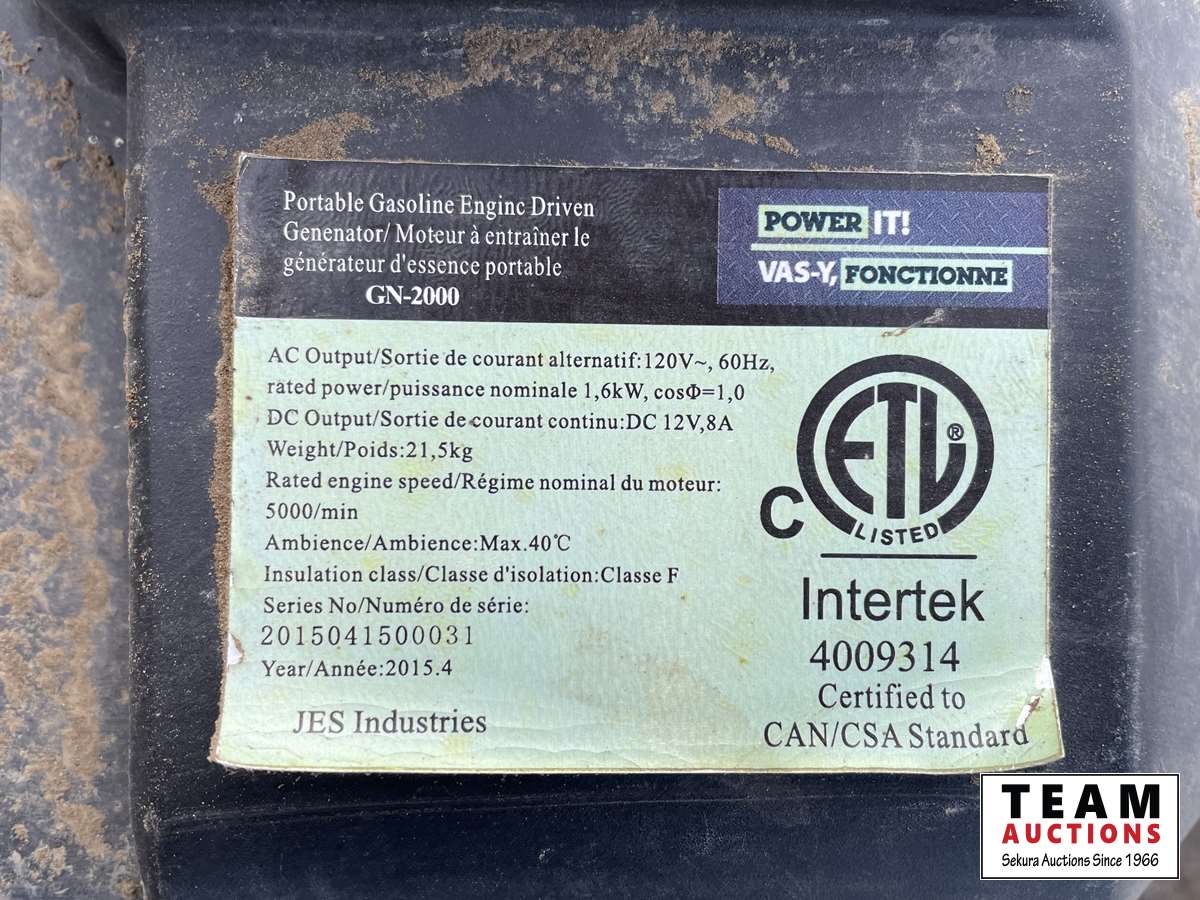 Portable Gasoline Enginc Driven
Genenator/ Moteur à entraîner le
générateur d'essence portable
GN-2000
POWER IT!
VAS-Y, FONCTIONNE
AC Output/Sortie de courant alternatif:120V~, 60Hz,
rated power/puissance nominale 1,6kW, cosΦ=1,0
DC Output/Sortie de courant continu:DC 12V,8A
Weight/Poids:21,5kg
Rated engine speed/Régime nominal du moteur:
5000/min
Ambience/Ambience:Max.40℃
Insulation class/Classe d'isolation:Classe F
Series No/Numéro de série:
2015041500031
Year/Année:2015.4
JES Industries
ETL®
C LISTED
Intertek
4009314
Certified to
CAN/CSA Standard
TEAM
AUCTIONS
Sekura Auctions Since 1966